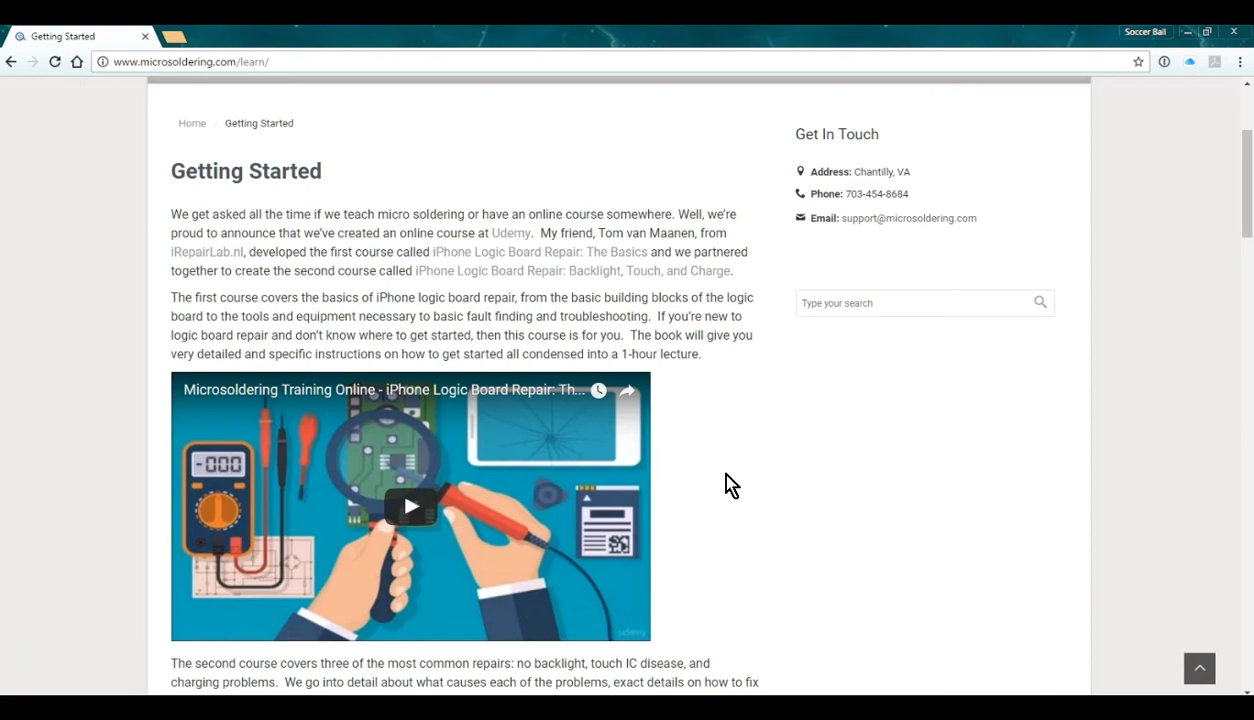 Getting Started
Soccer Ball
www.microsoldering.com/learn/
Home / Getting Started
Getting Started
We get asked all the time if we teach micro soldering or have an online course somewhere. Well, we're
proud to announce that we've created an online course at Udemy. My friend, Tom van Maanen, from
iRepairLab.nl, developed the first course called iPhone Logic Board Repair: The Basics and we partnered
together to create the second course called iPhone Logic Board Repair: Backlight, Touch, and Charge.
The first course covers the basics of iPhone logic board repair, from the basic building blocks of the logic
board to the tools and equipment necessary to basic fault finding and troubleshooting. If you're new to
logic board repair and don't know where to get started, then this course is for you. The book will give you
very detailed and specific instructions on how to get started all condensed into a 1-hour lecture.
Microsoldering Training Online - iPhone Logic Board Repair: Th...
-000
udemy
The second course covers three of the most common repairs: no backlight, touch IC disease, and
charging problems. We go into detail about what causes each of the problems, exact details on how to fix
Get In Touch
Address: Chantilly, VA
Phone: 703-454-8684
Email: support@microsoldering.com
Type your search